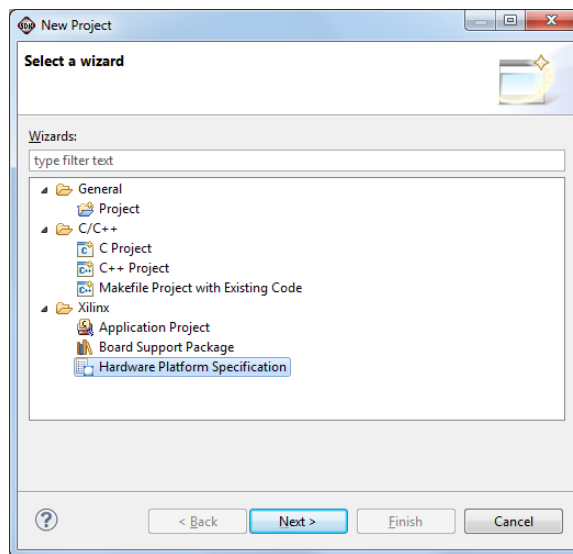 SDK New Project
Select a wizard
Wizards:
type filter text
General
Project
C/C++
C Project
C++ Project
Makefile Project with Existing Code
Xilinx
Application Project
Board Support Package
Hardware Platform Specification
? < Back Next > Finish Cancel